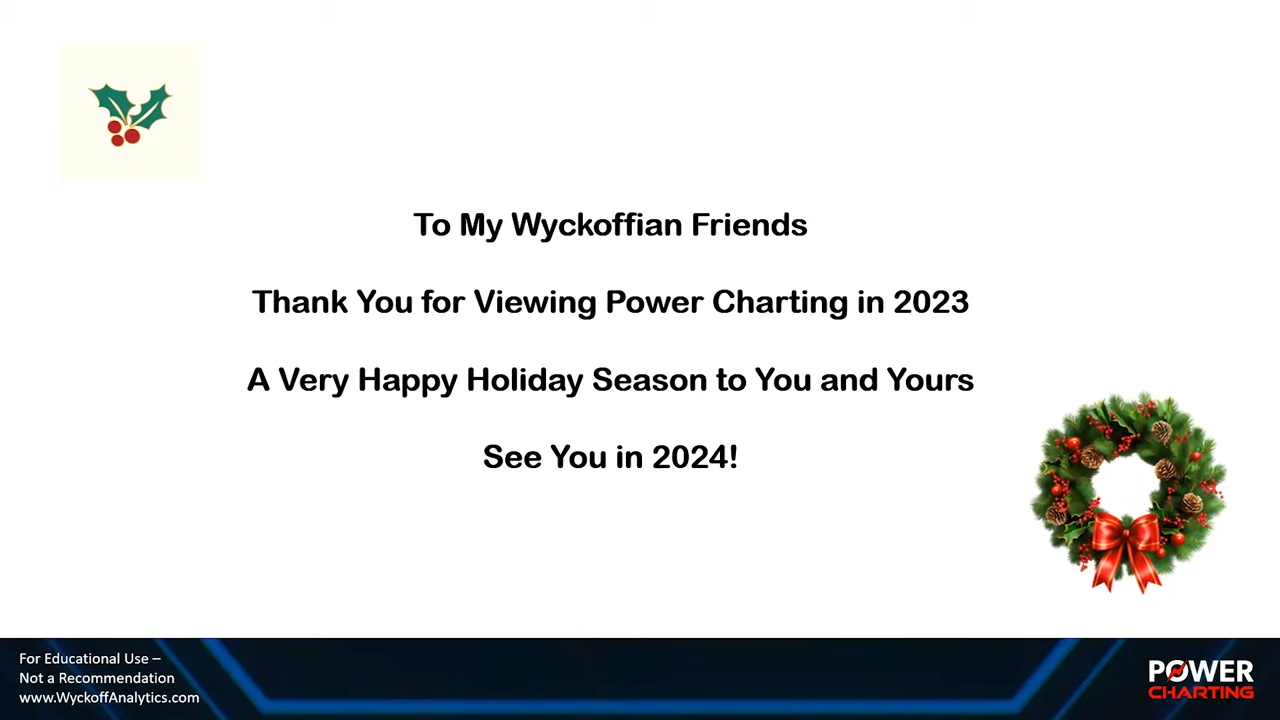 To My Wyckoffian Friends
Thank You for Viewing Power Charting in 2023
A Very Happy Holiday Season to You and Yours
See You in 2024!
For Educational Use –
Not a Recommendation
www.WyckoffAnalytics.com
POWER
CHARTING